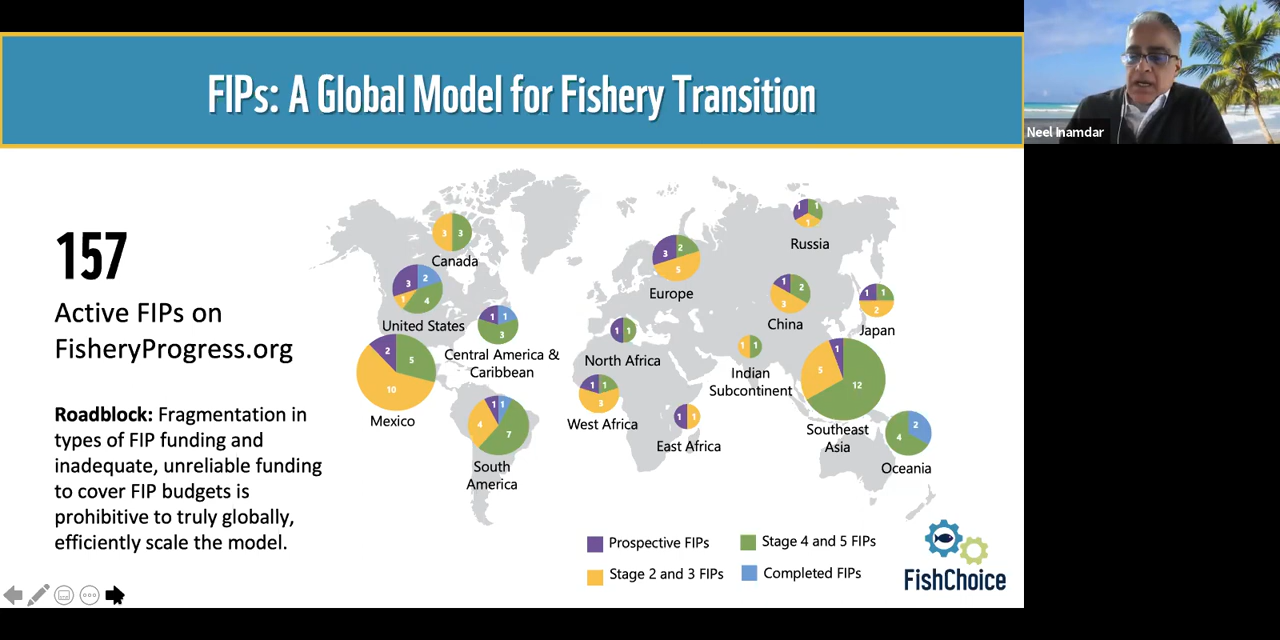 FIPs: A Global Model for Fishery Transition
Neel Inamdar
157
Active FIPs on
FisheryProgress.org
Roadblock: Fragmentation in
types of FIP funding and
inadequate, unreliable funding
to cover FIP budgets is
prohibitive to truly globally,
efficiently scale the model.
3 3
Canada
3 2
1 4
United States
1 1
3
Central America &
Caribbean
2 5
10
Mexico
1 1
4 7
South
America
3 2
5
Europe
1 1
North Africa
1 1
3
West Africa
1 1
East Africa
1 1
1
Russia
1 2
3
China
1 1
2
Japan
1 1
Indian
Subcontinent
1
5 12
Southeast
Asia
2
4
Oceania
Prospective FIPs
Stage 4 and 5 FIPs
Stage 2 and 3 FIPs
Completed FIPs
FishChoice